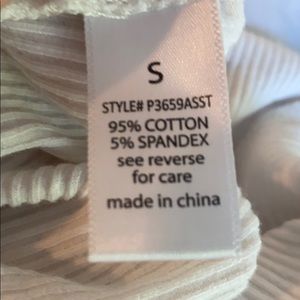 S
STYLE# P3659ASST
95% COTTON
5% SPANDEX
see reverse
for care
made in china